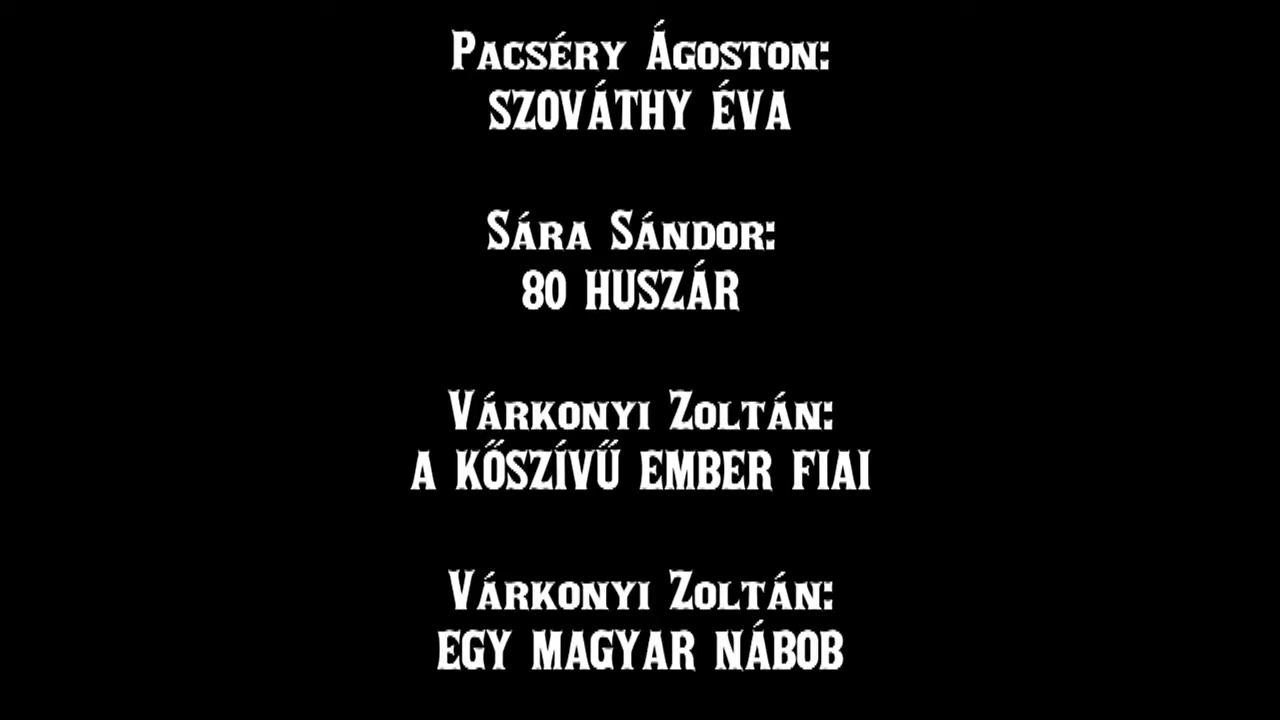 Pacséry Ágoston:
SZOVÁTHY ÉVA
Sára Sándor:
80 HUSZÁR
Várkonyi Zoltán:
A KŐSZÍVŰ EMBER FIAI
Várkonyi Zoltán:
EGY MAGYAR NÁBOB